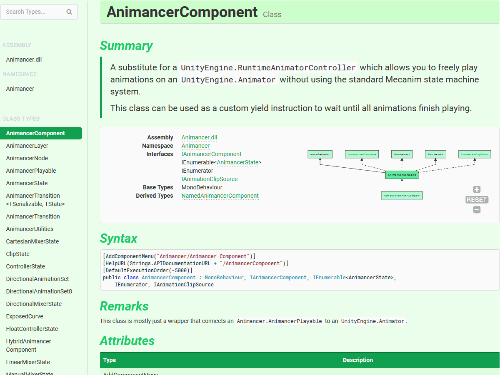 Search Types...
ASSEMBLY
Animancer.dll
NAMESPACE
Animancer
CLASS TYPES
AnimancerComponent
AnimancerLayer
AnimancerNode
AnimancerPlayable
AnimancerState
AnimancerTransition
<TSerializable, TState>
AnimancerTransition
AnimancerUtilities
CartesianMixerState
ClipState
ControllerState
DirectionalAnimationSet
DirectionalAnimationSet8
DirectionalMixerState
ExposedCurve
FloatControllerState
HybridAnimancer
Component
LinearMixerState
ManualMixerState
AnimancerComponent Class
Summary
A substitute for a UnityEngine.RuntimeAnimatorController which allows you to freely play
animations on an UnityEngine.Animator without using the standard Mecanim state machine
system.
This class can be used as a custom yield instruction to wait until all animations finish playing.
Assembly Animancer.dll
Namespace Animancer
Interfaces IAnimancerComponent
IEnumerable<AnimancerState>
IEnumerator
IAnimationClipSource
Base Types MonoBehaviour
Derived Types NamedAnimancerComponent
+
RESET
−
Syntax
[AddComponentMenu("Animancer/Animancer Component")]
[HelpURL(Strings.APIDocumentationURL + "/AnimancerComponent")]
[DefaultExecutionOrder(-5000)]
public class AnimancerComponent : MonoBehaviour, IAnimancerComponent, IEnumerable<AnimancerState>,
IEnumerator, IAnimationClipSource
Remarks
This class is mostly just a wrapper that connects an Animancer.AnimancerPlayable to an UnityEngine.Animator.
Attributes
Type Description
AddComponentMenu